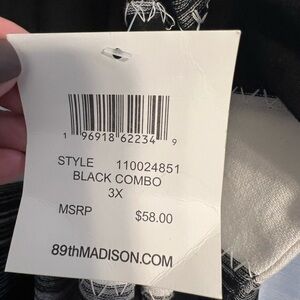 1 96918 62234 9
STYLE 110024851
BLACK COMBO
3X
MSRP $58.00
89thMADISON.COM